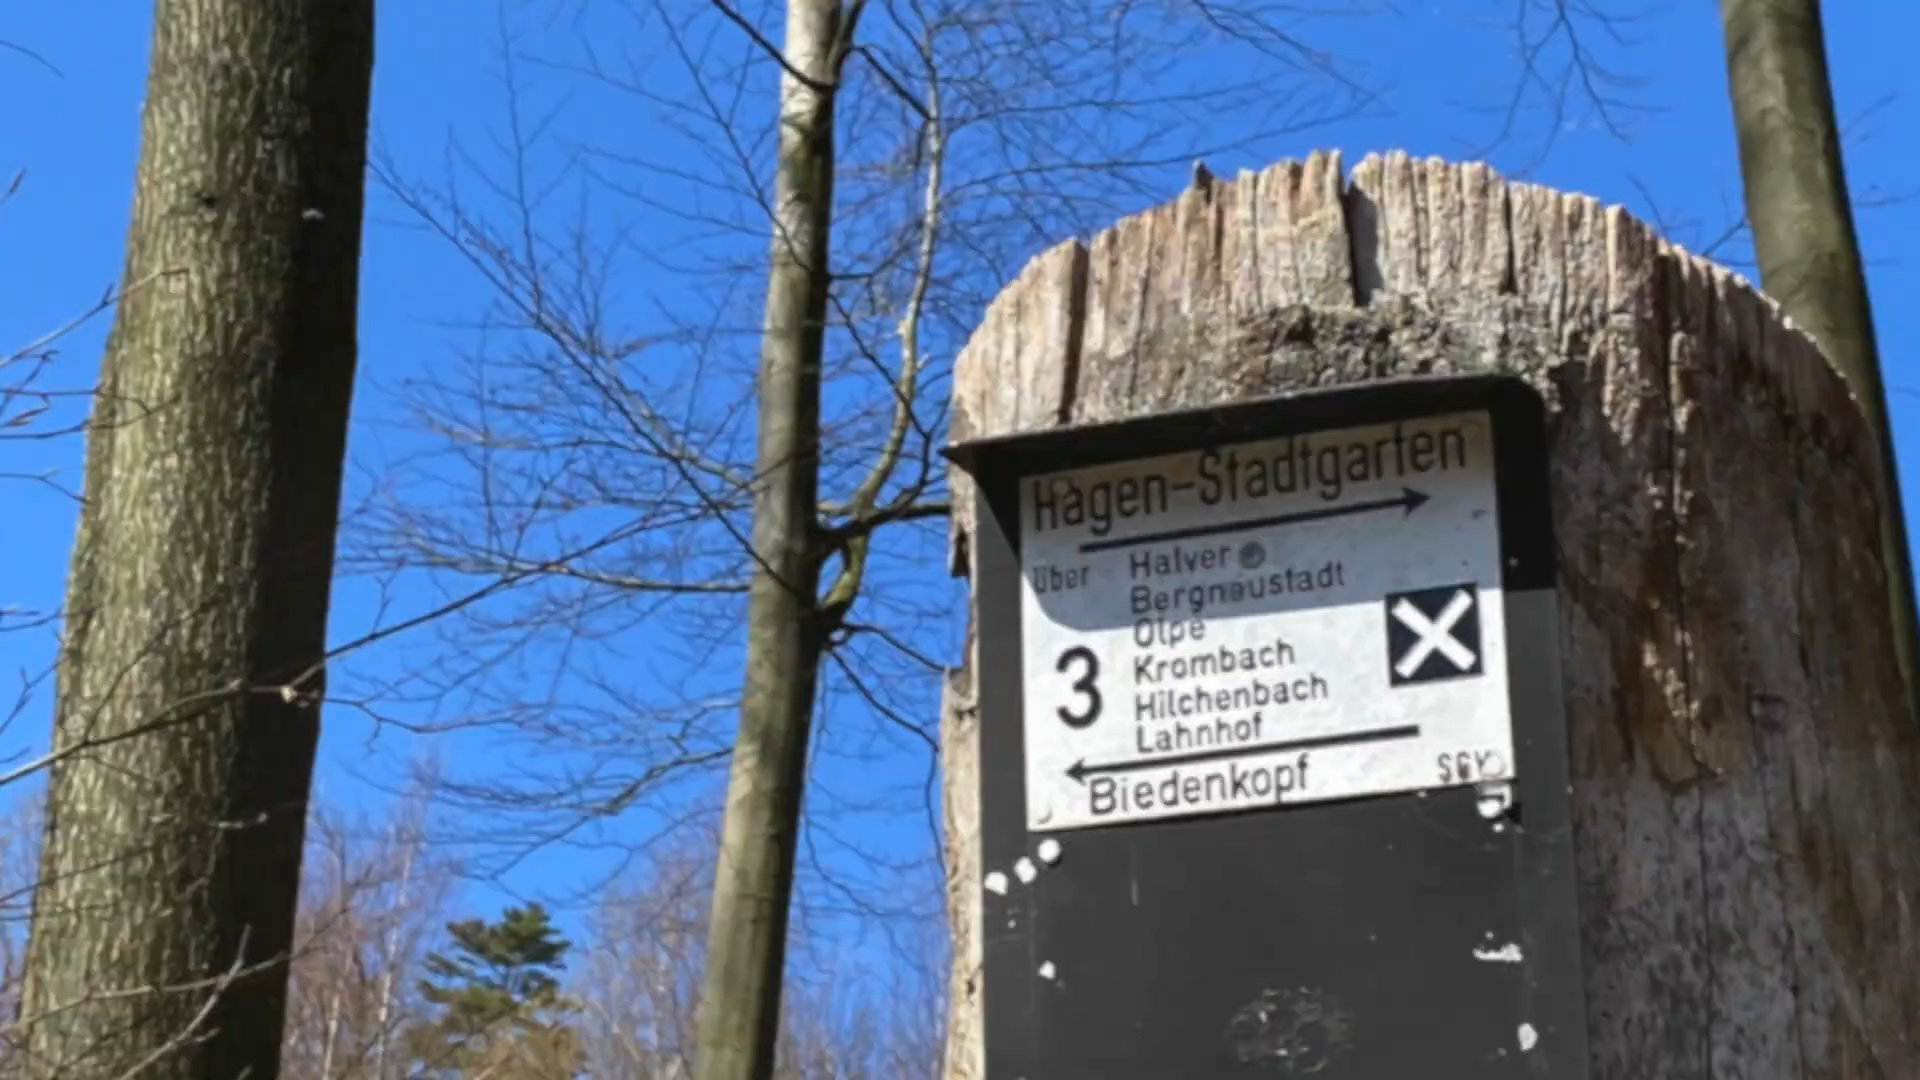 Hagen-Stadtgarten
über Halver
Bergneustadt
Olpe
3 Krombach
Hilchenbach
Lahnhof
Biedenkopf SGV